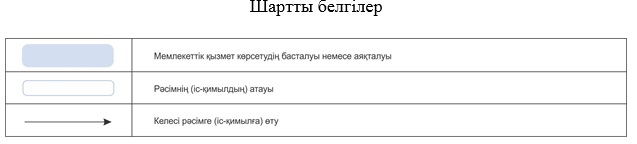 Шартты белгілер
Мемлекеттік қызмет көрсетудің басталуы немесе аяқталуы
Рәсімнің (іс-қимылдың) атауы
Келесі рәсімге (іс-қимылға) өту